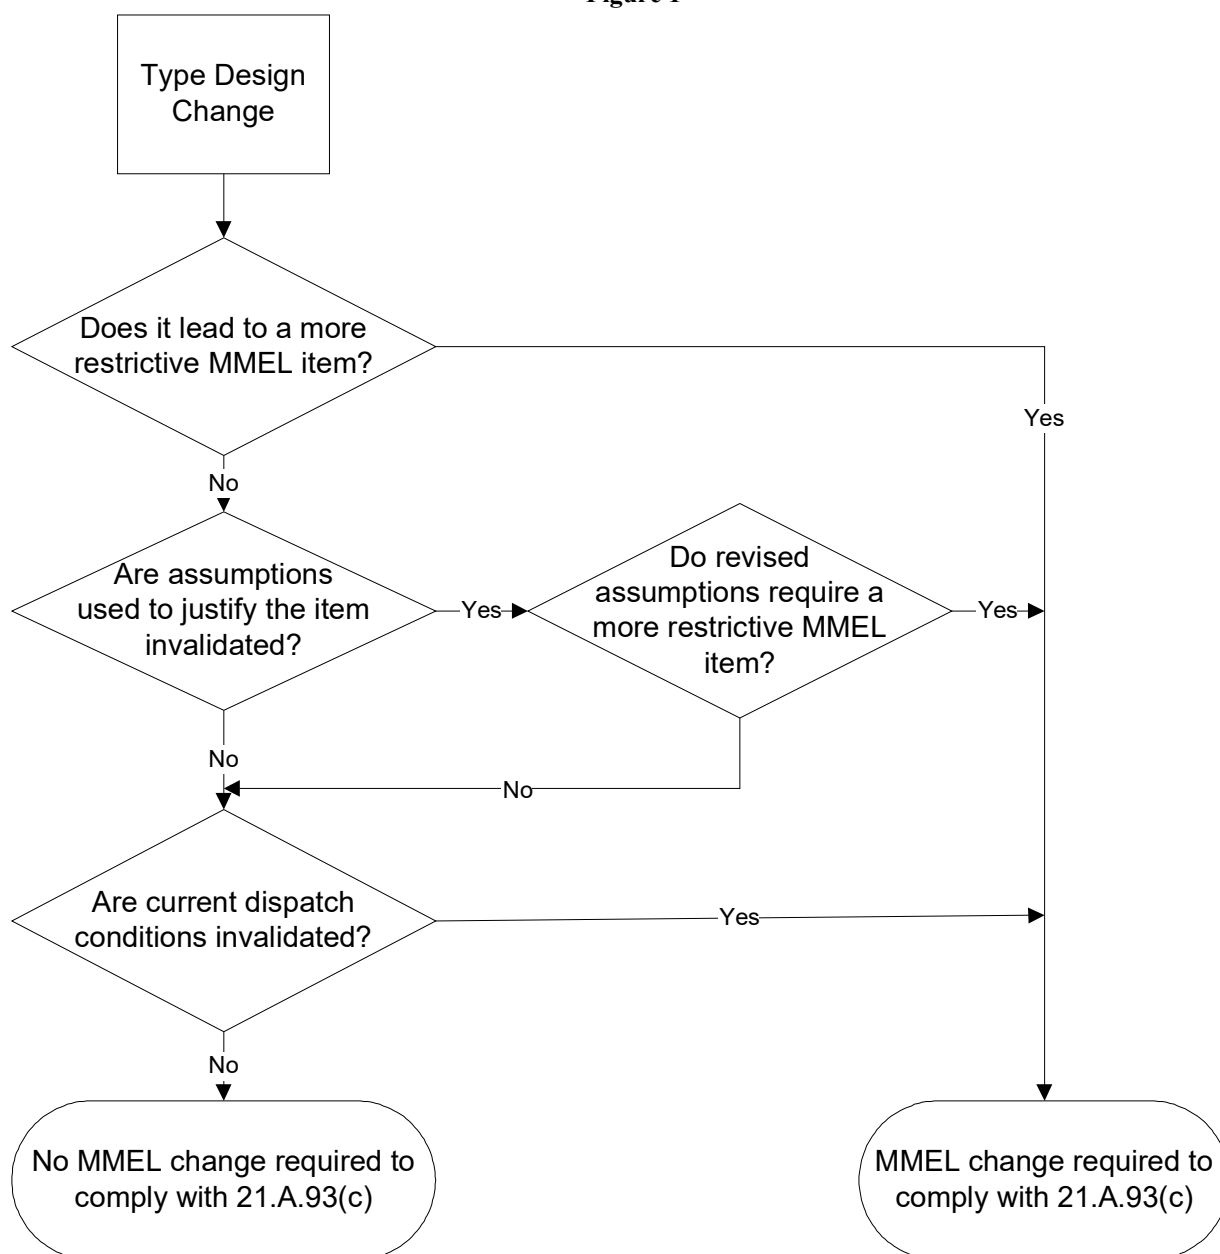 Figure 1
Type Design
Change
Does it lead to a more
restrictive MMEL item?
Yes
No
Are assumptions
used to justify the item
invalidated?
Yes
Do revised
assumptions require a
more restrictive MMEL
item?
Yes
No
No
Are current dispatch
conditions invalidated?
Yes
No
No MMEL change required to
comply with 21.A.93(c)
MMEL change required to
comply with 21.A.93(c)